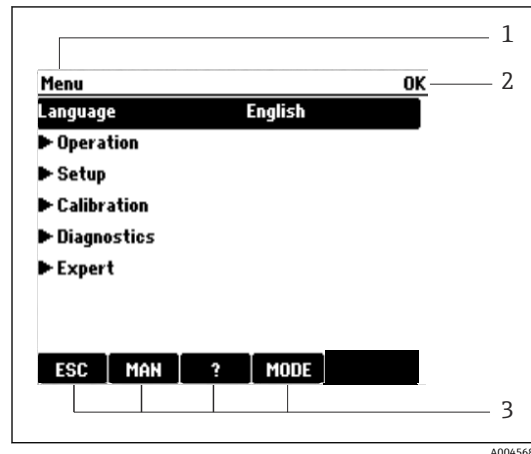 1
Menu OK 2
Language English
Operation
Setup
Calibration
Diagnostics
Expert
ESC MAN ? MODE
3